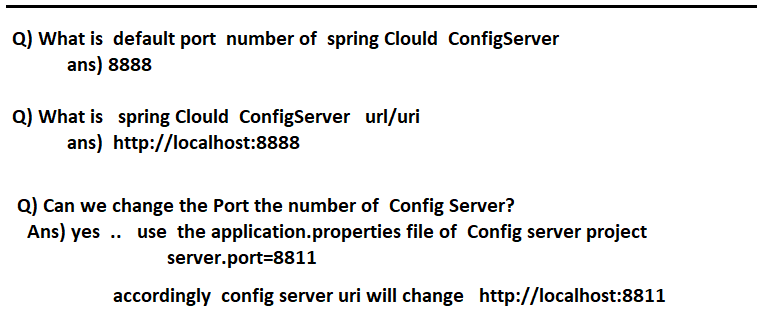 Q) What is default port number of spring Clould ConfigServer
ans) 8888
Q) What is spring Clould ConfigServer url/uri
ans) http://localhost:8888
Q) Can we change the Port the number of Config Server?
Ans) yes .. use the application.properties file of Config server project
server.port=8811
accordingly config server uri will change http://localhost:8811